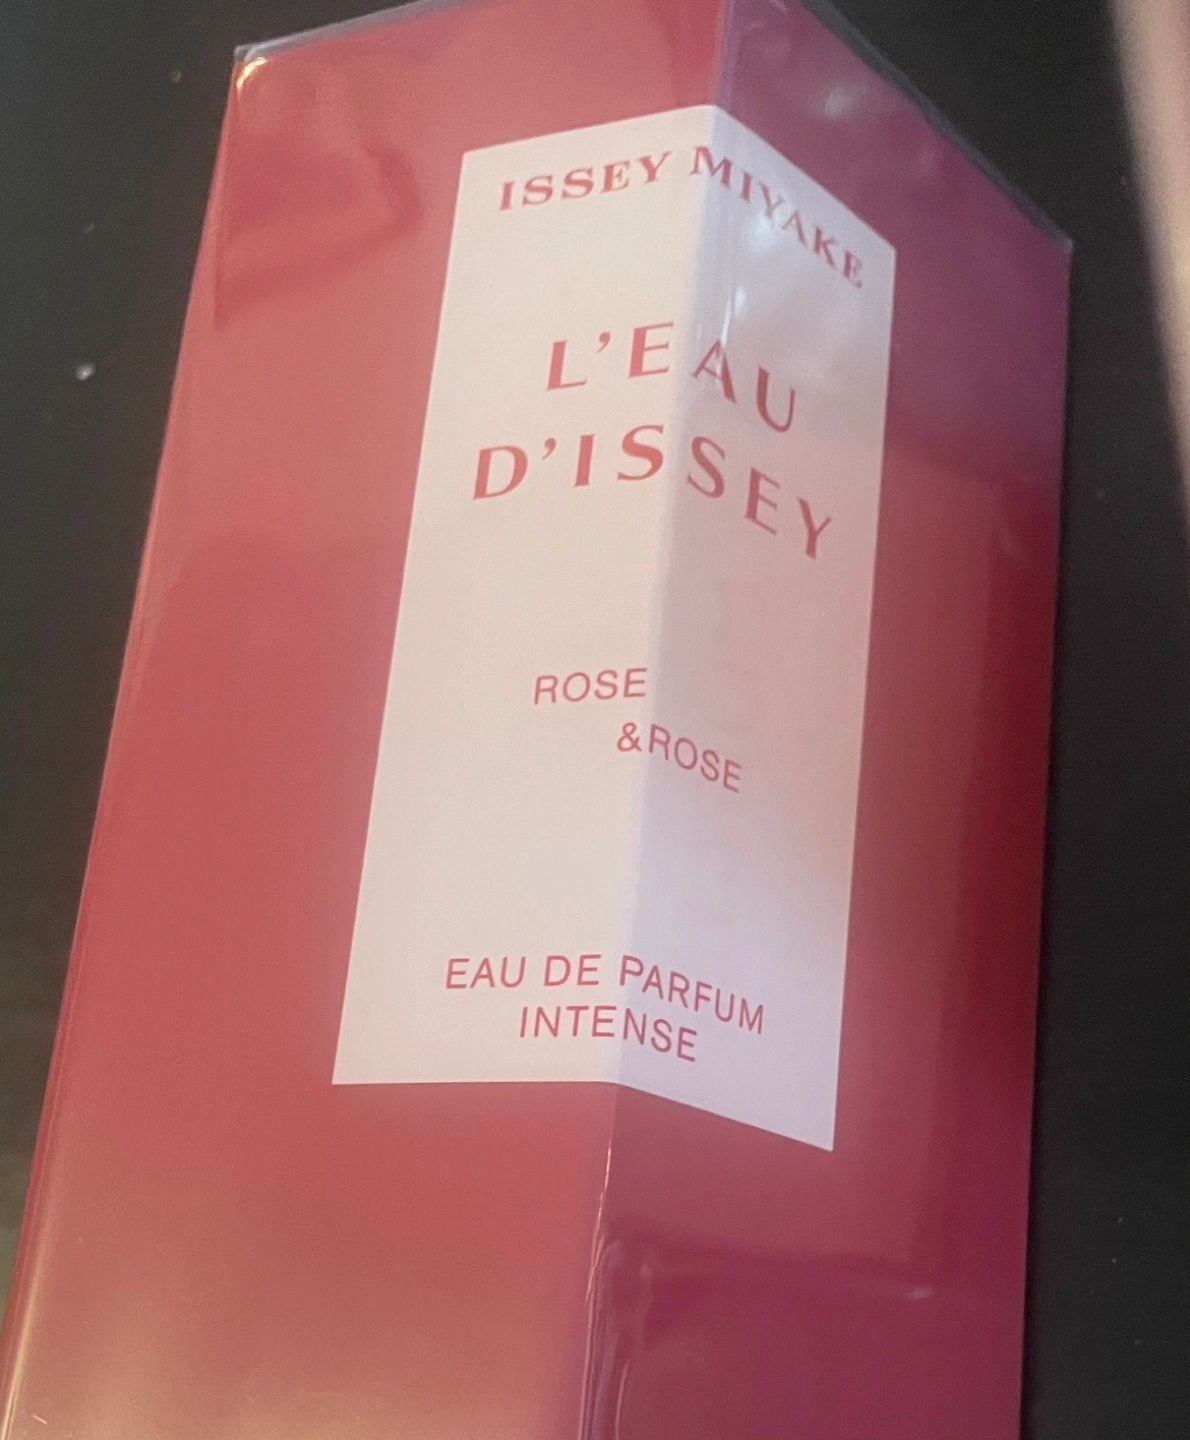 ISSEY MIYAKE
L'EAU
D'ISSEY
ROSE
&ROSE
EAU DE PARFUM
INTENSE